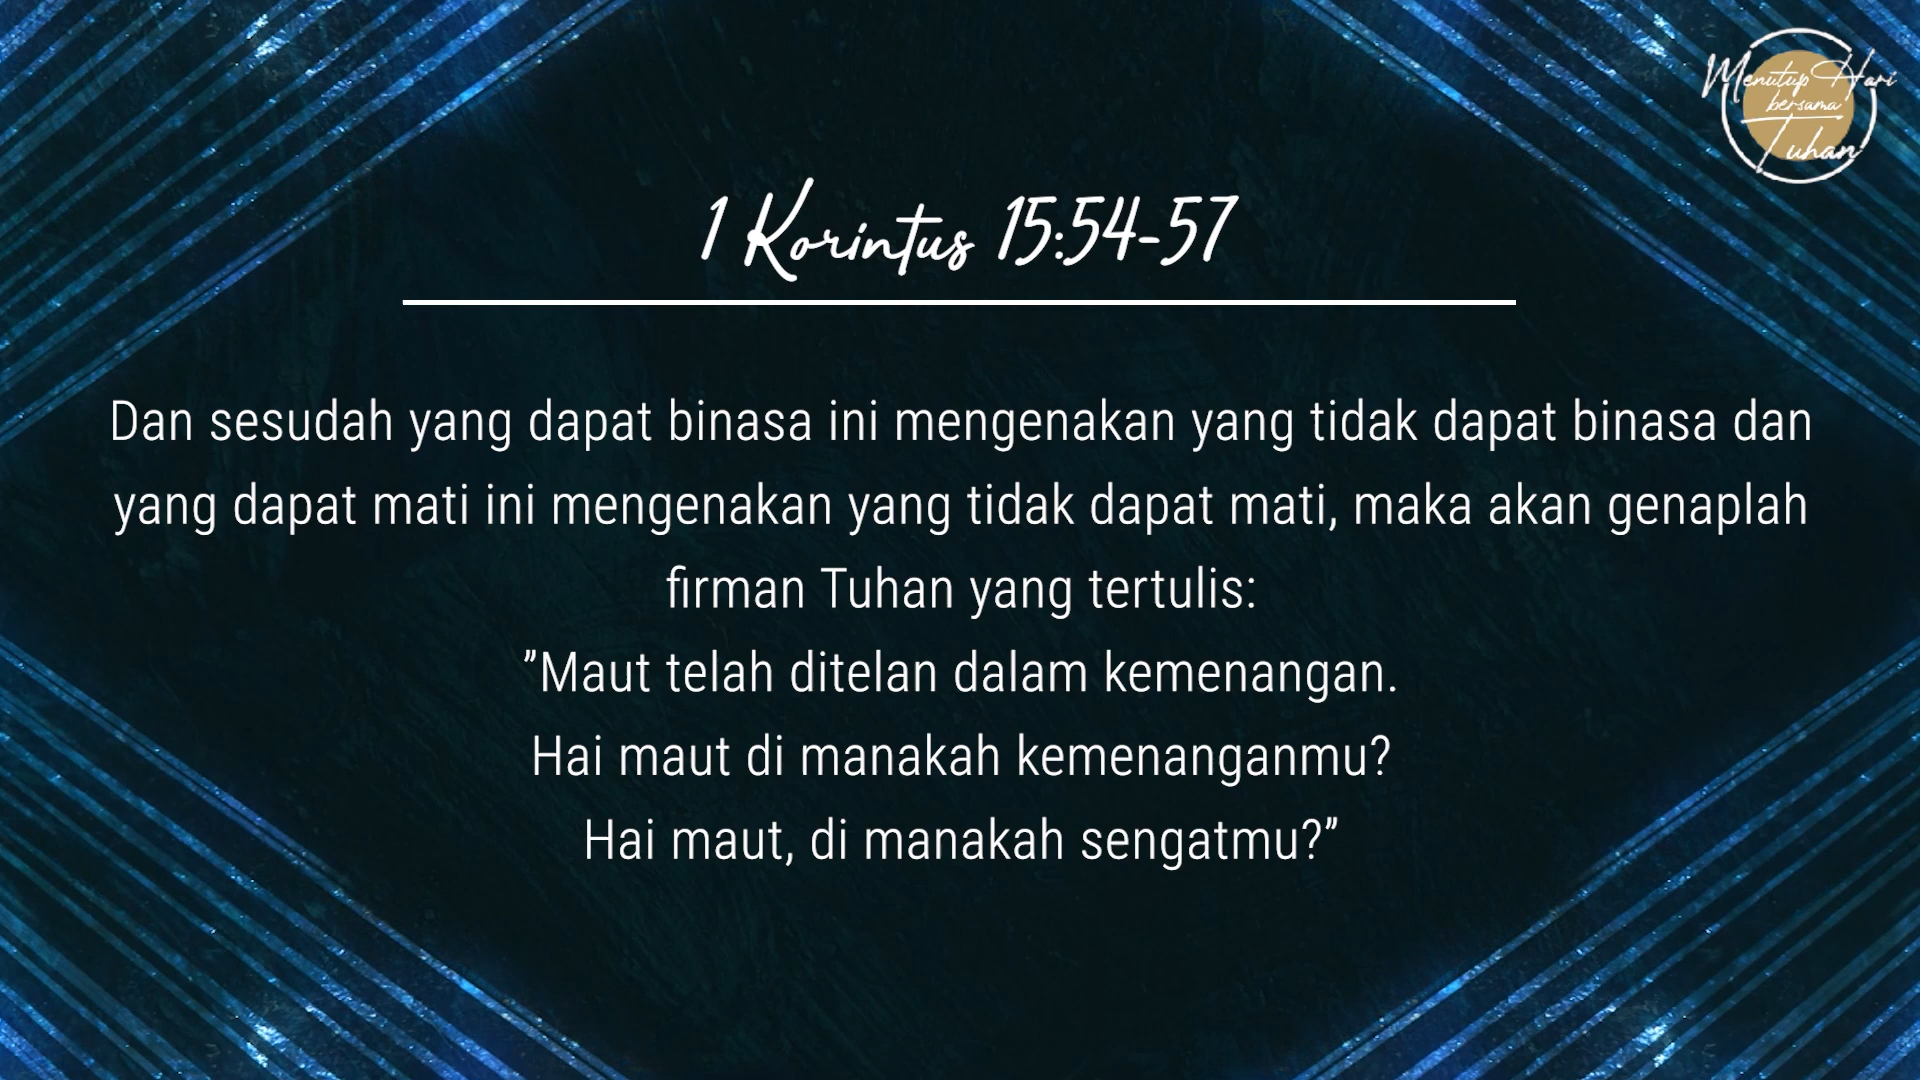 Menutup Hari
bersama
Tuhan
1 Korintus 15:54-57
Dan sesudah yang dapat binasa ini mengenakan yang tidak dapat binasa dan
yang dapat mati ini mengenakan yang tidak dapat mati, maka akan genaplah
firman Tuhan yang tertulis:
”Maut telah ditelan dalam kemenangan.
Hai maut di manakah kemenanganmu?
Hai maut, di manakah sengatmu?”